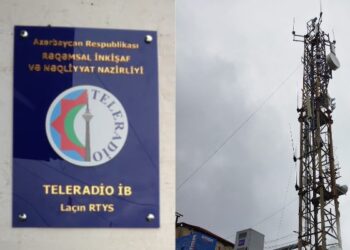 Azərbaycan Respublikası
RƏQƏMSAL İNKİŞAF
VƏ NƏQLİYYAT NAZİRLİYİ
TELERADIO
TELERADIO İB
Laçın RTYS